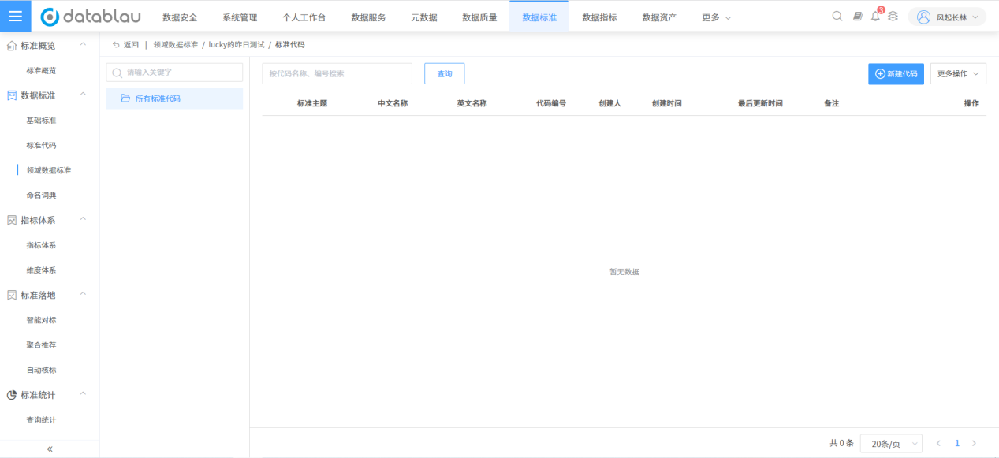 datablau
数据安全 系统管理 个人工作台 数据服务 元数据 数据质量 数据标准 数据指标 数据资产 更多 3 风起长林
标准概览
标准概览
数据标准
基础标准
标准代码
领域数据标准
命名词典
指标体系
指标体系
维度体系
标准落地
智能对标
聚合推荐
自动核标
标准统计
查询统计
«
返回 | 领域数据标准 / lucky的昨日测试 / 标准代码
请输入关键字
所有标准代码
按代码名称、编号搜索 查询 新建代码 更多操作
标准主题 中文名称 英文名称 代码编号 创建人 创建时间 最后更新时间 备注 操作
暂无数据
共 0 条 20条/页 1